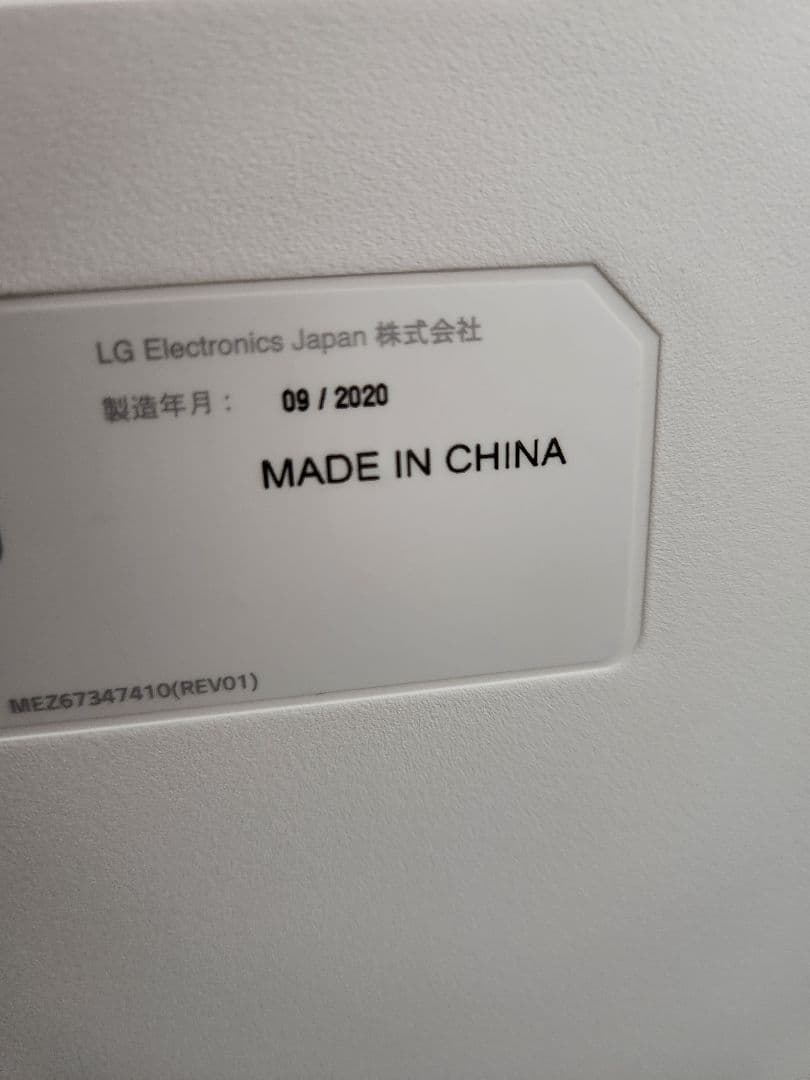 LG Electronics Japan 株式会社
製造年月： 09 / 2020
MADE IN CHINA
MEZ67347410(REV01)